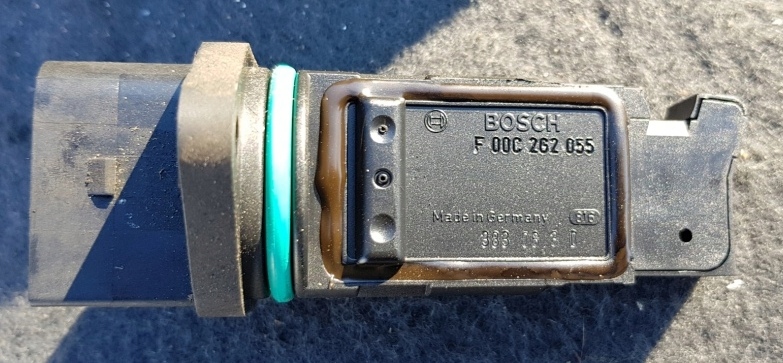 BOSCH
F 00C 262 055
Made in Germany